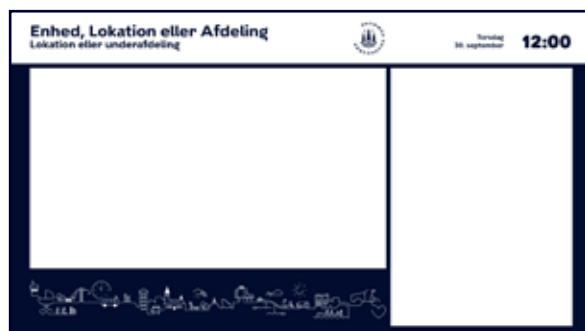 Enhed, Lokation eller Afdeling
Lokation eller underafdeling
Torsdag
30. september
12:00